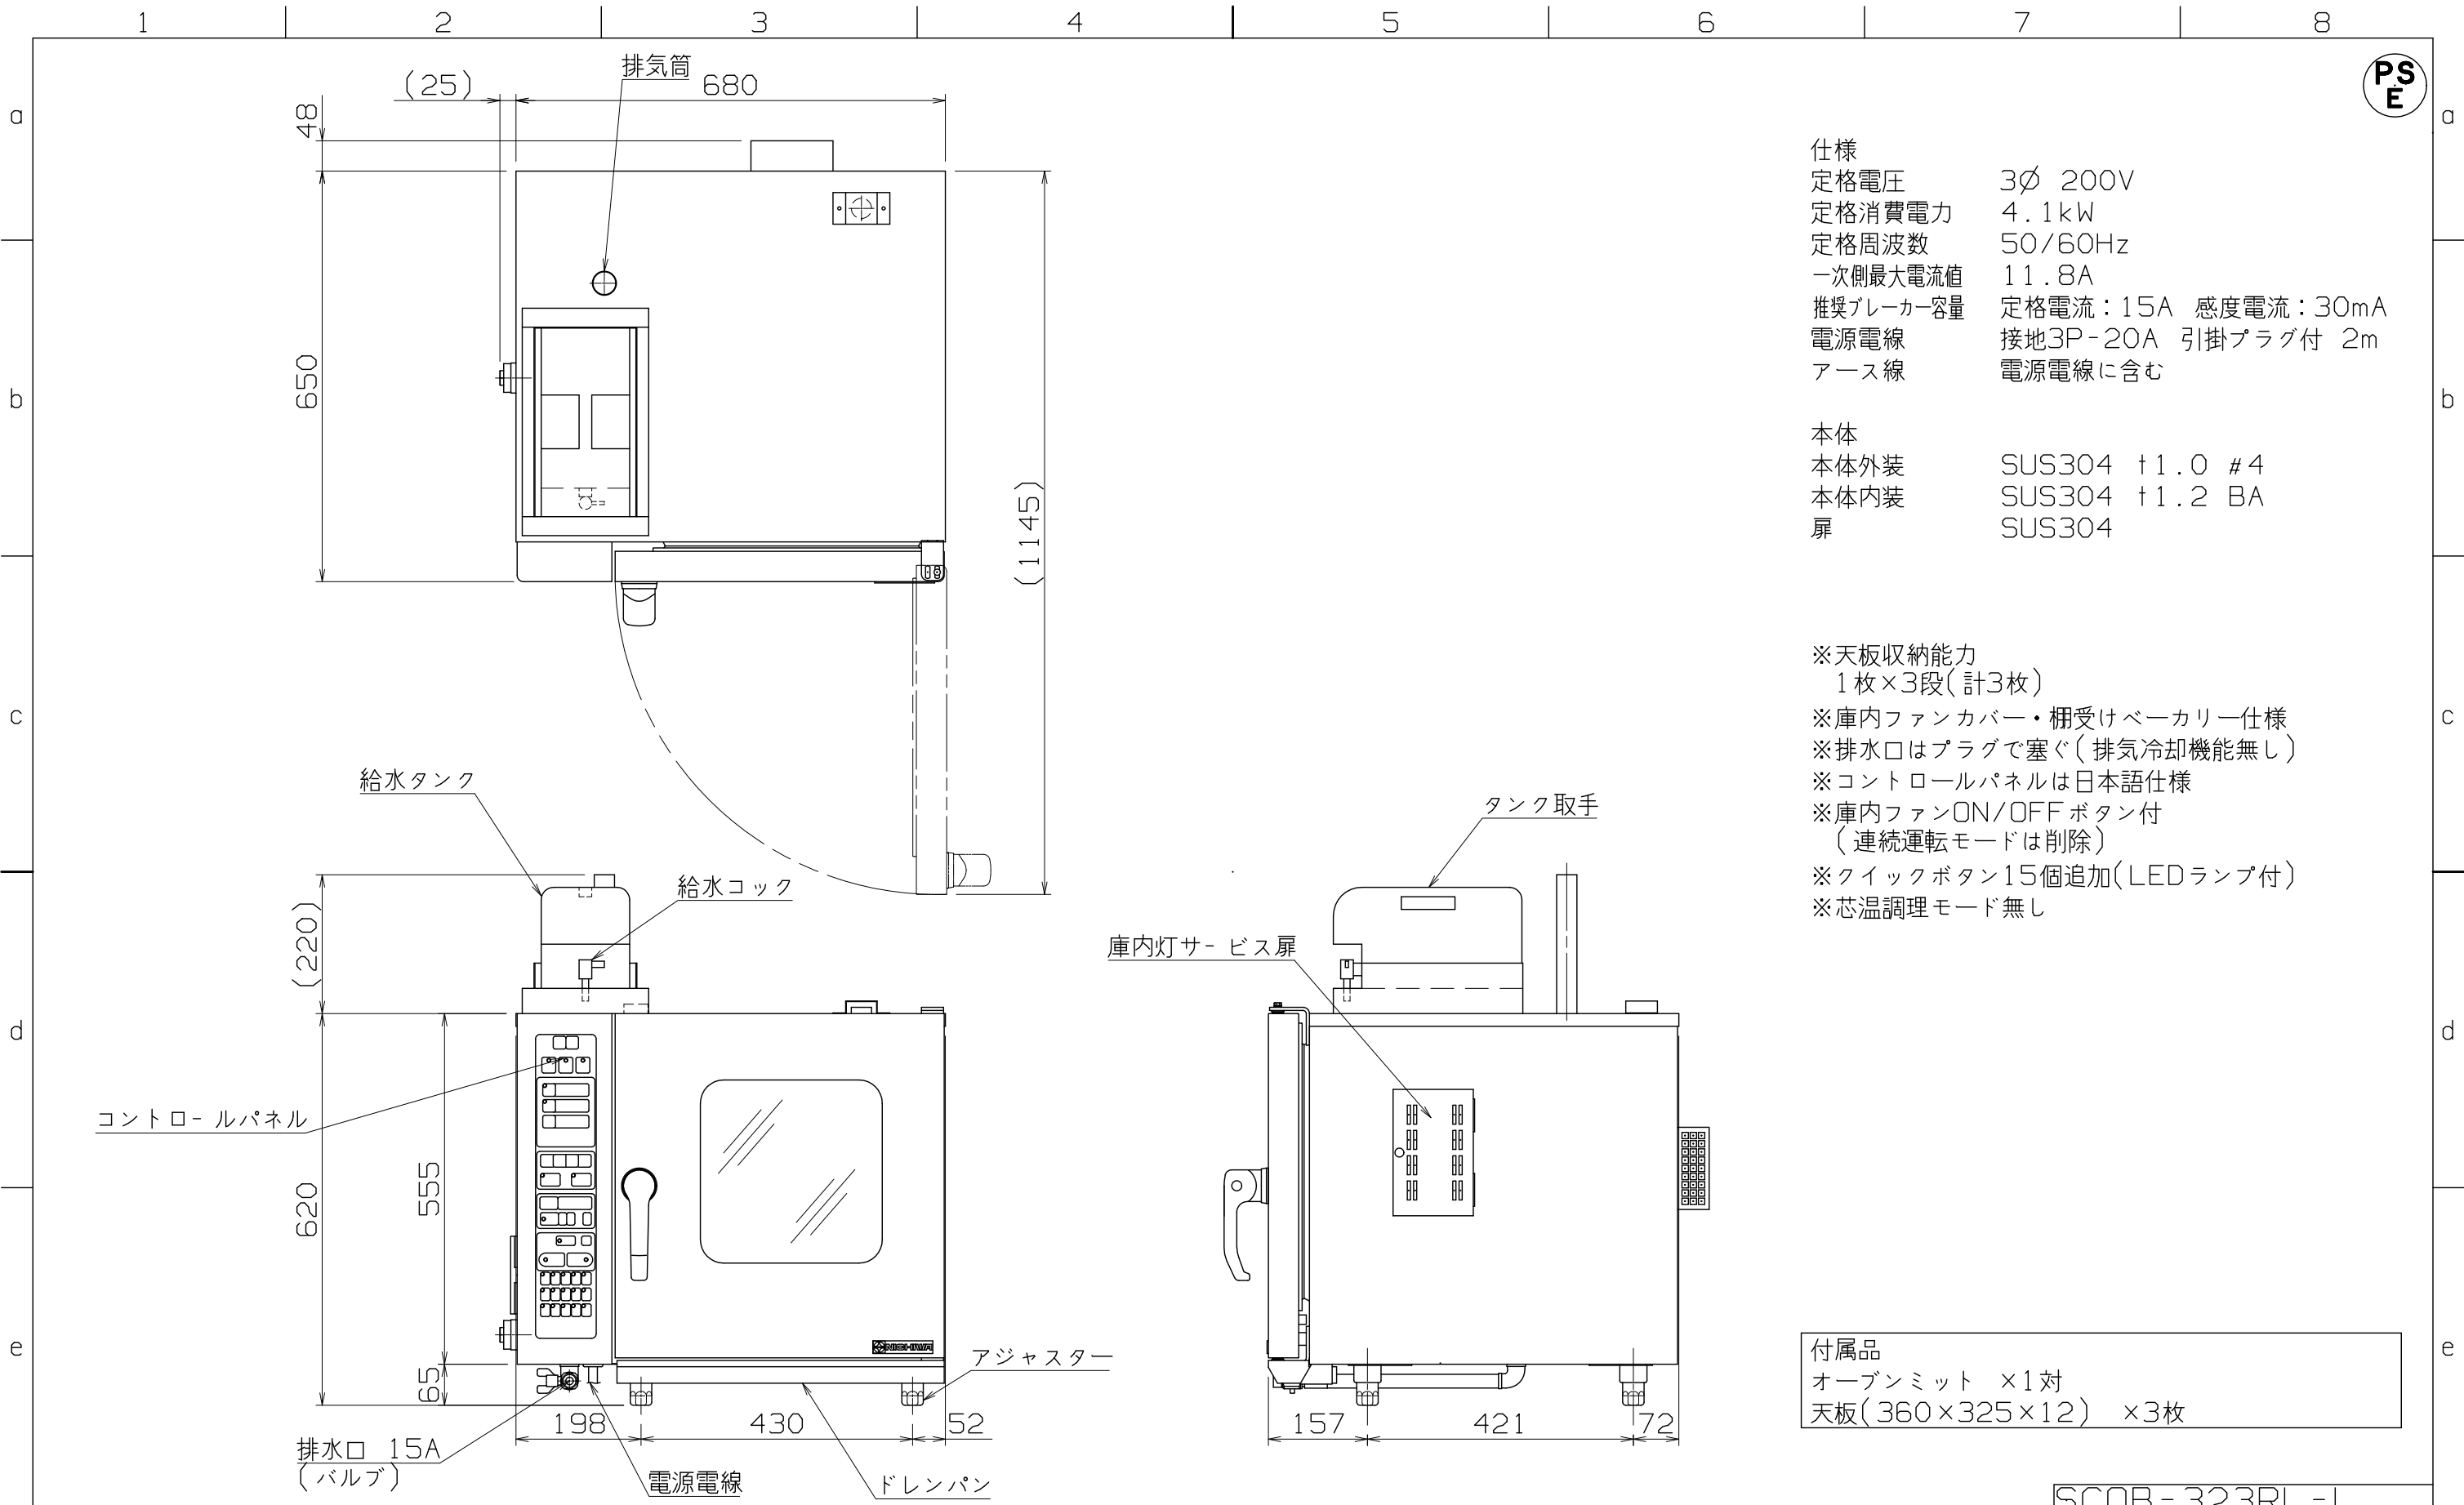 1 2 3 4 5 6 7 8
PS
E
a
a
b
b
c
c
d
d
e
e
排気筒
(25)
680
48
650
(1145)
仕様
定格電圧 3Ø 200V
定格消費電力 4.1kW
定格周波数 50/60Hz
一次側最大電流値 11.8A
推奨ブレーカー容量 定格電流：15A 感度電流：30mA
電源電線 接地3P-20A 引掛プラグ付 2m
アース線 電源電線に含む
本体
本体外装 SUS304 t1.0 #4
本体内装 SUS304 t1.2 BA
扉 SUS304
※天板収納能力
1枚×3段(計3枚)
※庫内ファンカバー・棚受けベーカリー仕様
※排水口はプラグで塞ぐ(排気冷却機能無し)
※コントロールパネルは日本語仕様
※庫内ファンON/OFFボタン付
(連続運転モードは削除)
※クイックボタン15個追加(LEDランプ付)
※芯温調理モード無し
給水タンク
給水コック
タンク取手
庫内灯サ-ビス扉
(220)
コントロ-ルパネル
620
555
65
NICHIWA
アジャスター
198
430
52
157
421
72
排水口 15A
(バルブ)
電源電線
ドレンパン
付属品
オーブンミット ×1対
天板(360×325×12) ×3枚